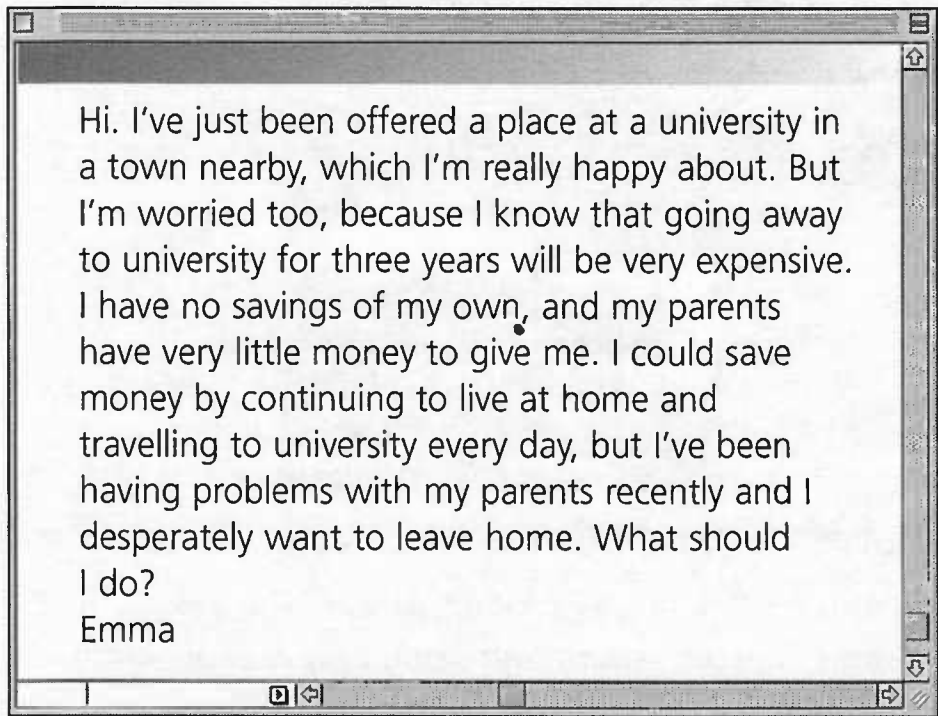 Hi. I've just been offered a place at a university in
a town nearby, which I'm really happy about. But
I'm worried too, because I know that going away
to university for three years will be very expensive.
I have no savings of my own, and my parents
have very little money to give me. I could save
money by continuing to live at home and
travelling to university every day, but I've been
having problems with my parents recently and I
desperately want to leave home. What should
I do?
Emma